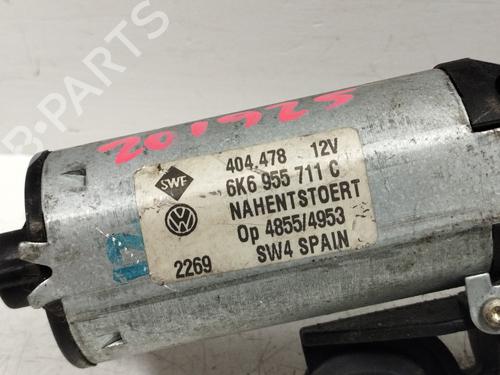 B-PARTS
201925
404.478 12V
SWF
6K6 955 711 C
NAHENTSTOERT
Op 4855/4953
2269
SW4 SPAIN